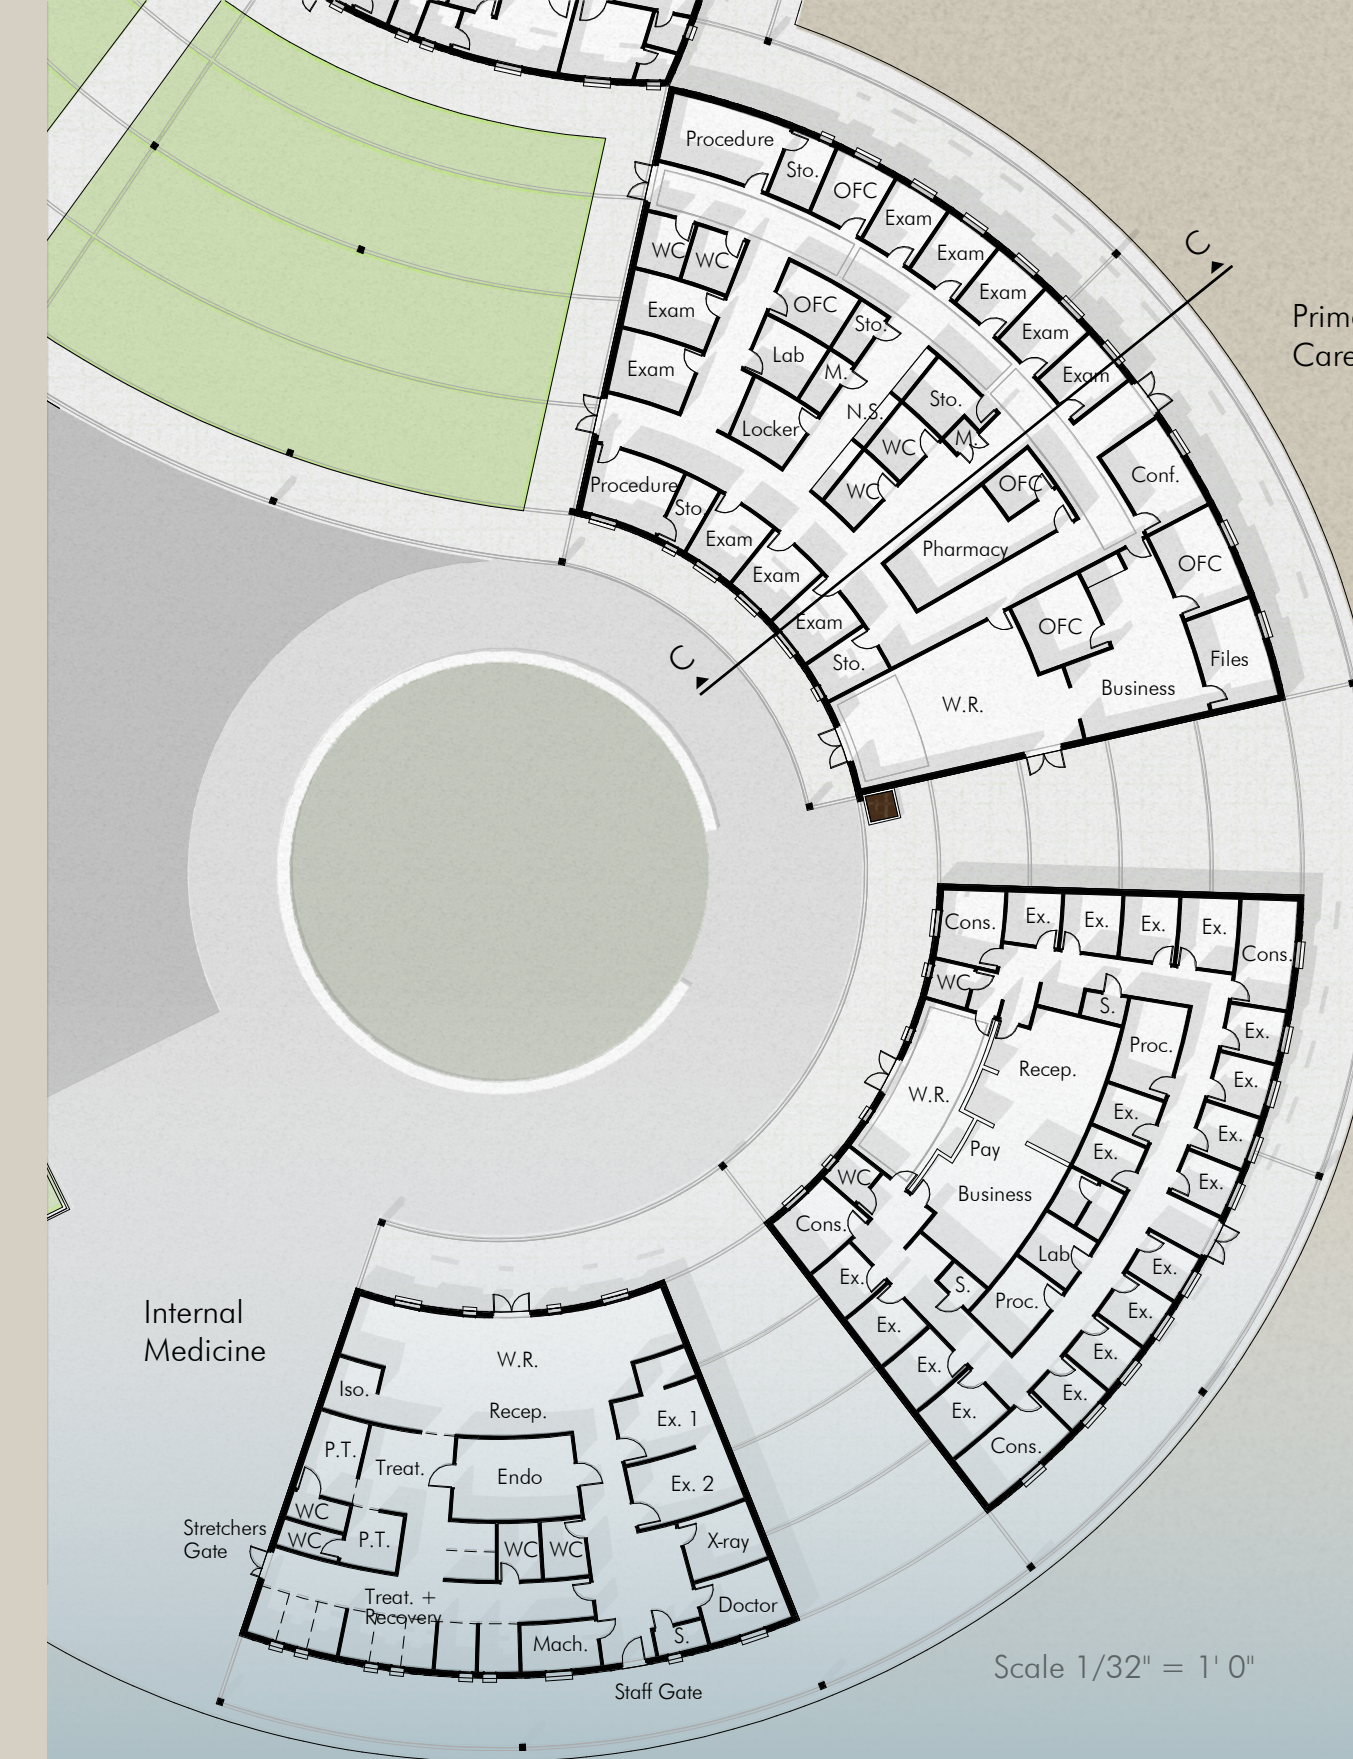 Procedure
Sto.
OFC
Exam
Exam
Exam
Exam
Exam
C
WC
WC
Exam
Exam
OFC
Sto.
Lab
M.
Locker
N.S.
Sto.
M.
WC
WC
OFC
Pharmacy
Conf.
OFC
Files
OFC
Business
W.R.
Procedure
Sto.
Exam
Exam
Exam
Sto.
C
Cons.
Ex.
Ex.
Ex.
Ex.
Cons.
WC
S.
Proc.
Ex.
Recep.
W.R.
Ex.
Ex.
Ex.
Pay
Ex.
Ex.
Ex.
WC
Business
Cons.
Lab
Ex.
Ex.
S.
Proc.
Ex.
Ex.
Ex.
Ex.
Ex.
Ex.
Cons.
Internal
Medicine
W.R.
Iso.
Recep.
Ex. 1
P.T.
Treat.
Endo
Ex. 2
WC
WC
P.T.
WC
WC
X-ray
Stretchers
Gate
Treat. +
Recovery
Doctor
Mach.
S.
Staff Gate
Scale 1/32" = 1' 0"